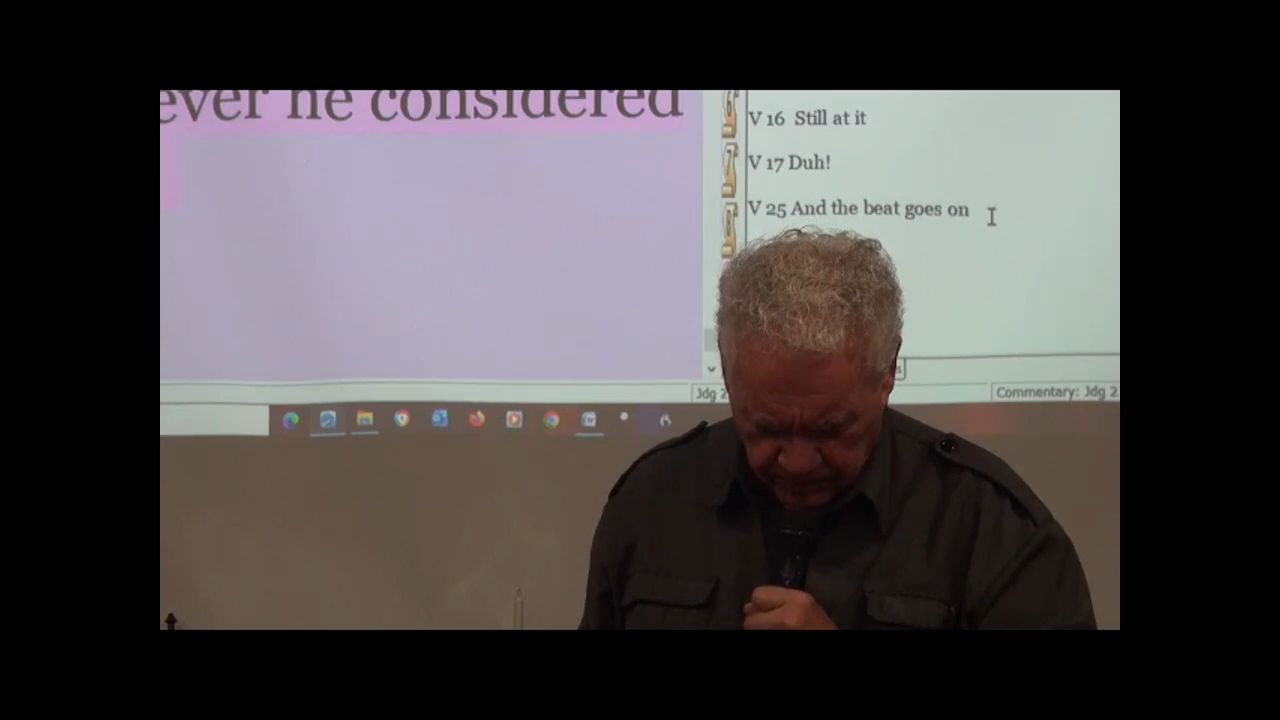 ever he considered
V 16 Still at it
V 17 Duh!
V 25 And the beat goes on
Jdg 2
Commentary: Jdg 2